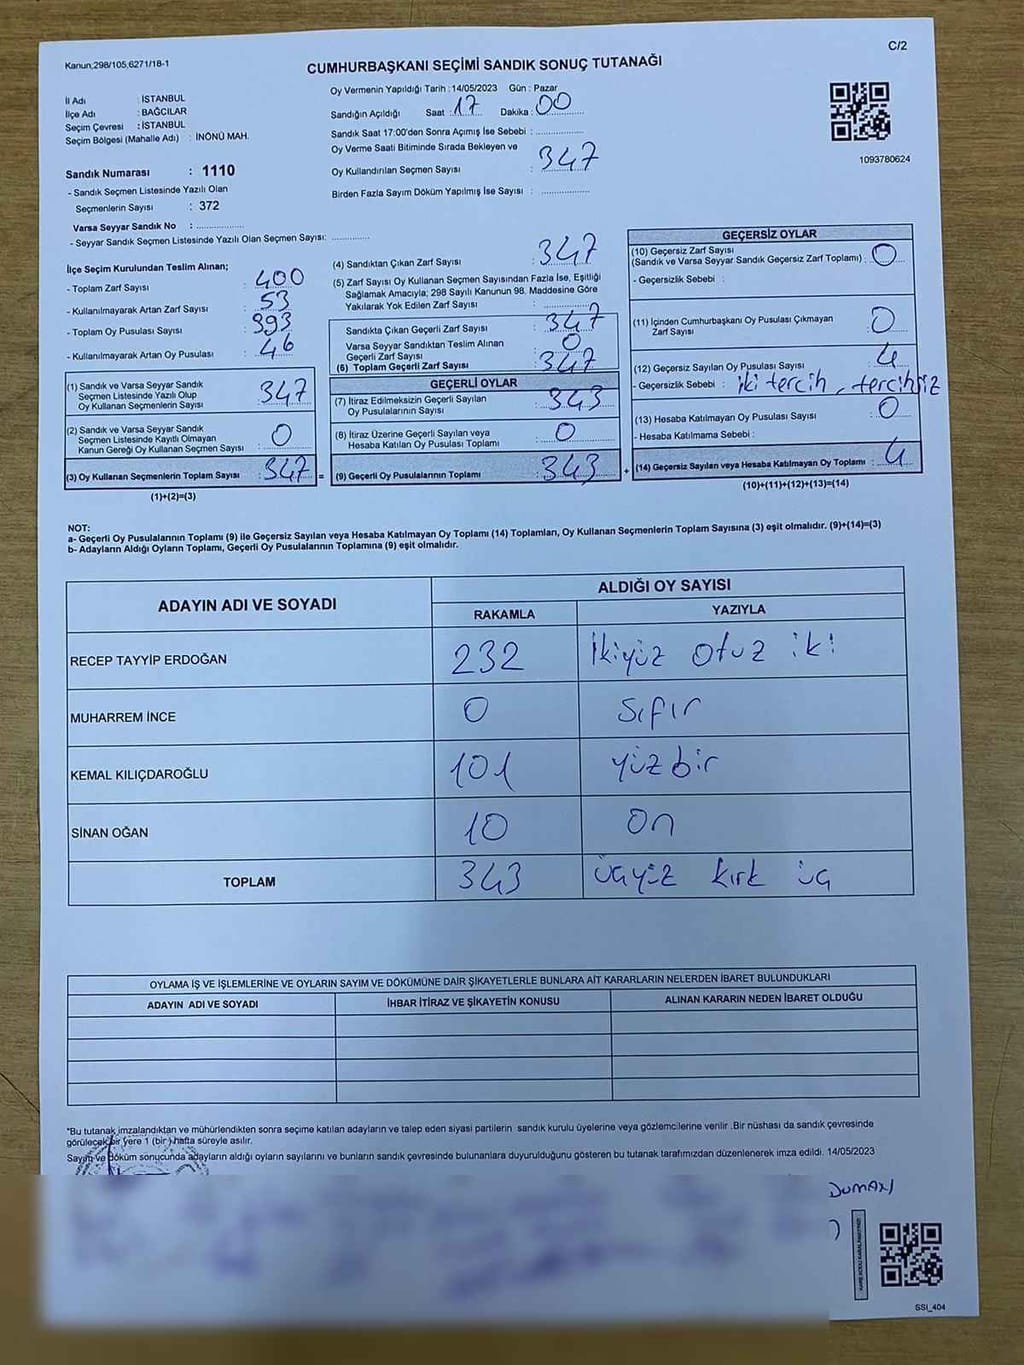 C/2
Kanun,298/105,6271/18-1
CUMHURBAŞKANI SEÇİMİ SANDIK SONUÇ TUTANAĞI
İl Adı : İSTANBUL
İlçe Adı : BAĞCILAR
Seçim Çevresi : İSTANBUL
Seçim Bölgesi (Mahalle Adı) : İNÖNÜ MAH.
Sandık Numarası : 1110
- Sandık Seçmen Listesinde Yazılı Olan
Seçmenlerin Sayısı : 372
Varsa Seyyar Sandık No : ..................
- Seyyar Sandık Seçmen Listesinde Yazılı Olan Seçmen Sayısı: ..............
Oy Vermenin Yapıldığı Tarih : 14/05/2023 Gün : Pazar
Sandığın Açıldığı Saat : 17 Dakika : 00
Sandık Saat 17:00'den Sonra Açımış İse Sebebi : ..................
Oy Verme Saati Bitiminde Sırada Bekleyen ve
Oy Kullandırılan Seçmen Sayısı : 347
Birden Fazla Sayım Döküm Yapılmış İse Sayısı : ..................
1093780624
İlçe Seçim Kurulundan Teslim Alınan;
- Toplam Zarf Sayısı : 400
- Kullanılmayarak Artan Zarf Sayısı : 53
- Toplam Oy Pusulası Sayısı : 393
- Kullanılmayarak Artan Oy Pusulası : 46
(1) Sandık ve Varsa Seyyar Sandık
Seçmen Listesinde Yazılı Olup
Oy Kullanan Seçmenlerin Sayısı : 347
(2) Sandık ve Varsa Seyyar Sandık
Seçmen Listesinde Kayıtlı Olmayan
Kanun Gereği Oy Kullanan Seçmen Sayısı : 0
(3) Oy Kullanan Seçmenlerin Toplam Sayısı : 347 =
(1)+(2)=(3)
(4) Sandıktan Çıkan Zarf Sayısı : 347
(5) Zarf Sayısı Oy Kullanan Seçmen Sayısından Fazla İse, Eşitliği
Sağlamak Amacıyla; 298 Sayılı Kanunun 98. Maddesine Göre
Yakılarak Yok Edilen Zarf Sayısı : ..................
Sandıkta Çıkan Geçerli Zarf Sayısı : 347
Varsa Seyyar Sandıktan Teslim Alınan
Geçerli Zarf Sayısı : 0
(6) Toplam Geçerli Zarf Sayısı : 347
GEÇERLİ OYLAR
(7) İtiraz Edilmeksizin Geçerli Sayılan
Oy Pusulalarının Sayısı : 343
(8) İtiraz Üzerine Geçerli Sayılan veya
Hesaba Katılan Oy Pusulası Toplamı : 0
(9) Geçerli Oy Pusulalarının Toplamı : 343 +
GEÇERSİZ OYLAR
(10) Geçersiz Zarf Sayısı
(Sandık ve Varsa Seyyar Sandık Geçersiz Zarf Toplamı) : 0
- Geçersizlik Sebebi :
(11) İçinden Cumhurbaşkanı Oy Pusulası Çıkmayan
Zarf Sayısı : 0
(12) Geçersiz Sayılan Oy Pusulası Sayısı : 4
- Geçersizlik Sebebi : iki tercih, tercihsiz
(13) Hesaba Katılmayan Oy Pusulası Sayısı : 0
- Hesaba Katılmama Sebebi :
(14) Geçersiz Sayılan veya Hesaba Katılmayan Oy Toplamı : 4
(10)+(11)+(12)+(13)=(14)
NOT:
a- Geçerli Oy Pusulalarının Toplamı (9) ile Geçersiz Sayılan veya Hesaba Katılmayan Oy Toplamı (14) Toplamları, Oy Kullanan Seçmenlerin Toplam Sayısına (3) eşit olmalıdır. (9)+(14)=(3)
b- Adayların Aldığı Oyların Toplamı, Geçerli Oy Pusulalarının Toplamına (9) eşit olmalıdır.
ADAYIN ADI VE SOYADI ALDIĞI OY SAYISI
RAKAMLA YAZIYLA
RECEP TAYYİP ERDOĞAN 232 İkiyüz otuz iki
MUHARREM İNCE 0 sıfır
KEMAL KILIÇDAROĞLU 101 yüzbir
SİNAN OĞAN 10 On
TOPLAM 343 üçyüz kırk üç
OYLAMA İŞ VE İŞLEMLERİNE VE OYLARIN SAYIM VE DÖKÜMÜNE DAİR ŞİKAYETLERLE BUNLARA AİT KARARLARIN NELERDEN İBARET BULUNDUKLARI
ADAYIN ADI VE SOYADI İHBAR İTİRAZ VE ŞİKAYETİN KONUSU ALINAN KARARIN NEDEN İBARET OLDUĞU
*Bu tutanak imzalandıktan ve mühürlendikten sonra seçime katılan adayların ve talep eden siyasi partilerin sandık kurulu üyelerine veya gözlemcilerine verilir .Bir nüshası da sandık çevresinde
görülecek bir yere 1 (bir) hafta süreyle asılır.
Sayım ve Döküm sonucunda adayların aldığı oyların sayılarını ve bunların sandık çevresinde bulunanlara duyurulduğunu gösteren bu tutanak tarafımızdan düzenlenerek imza edildi. 14/05/2023
DUMAN
SSI_404